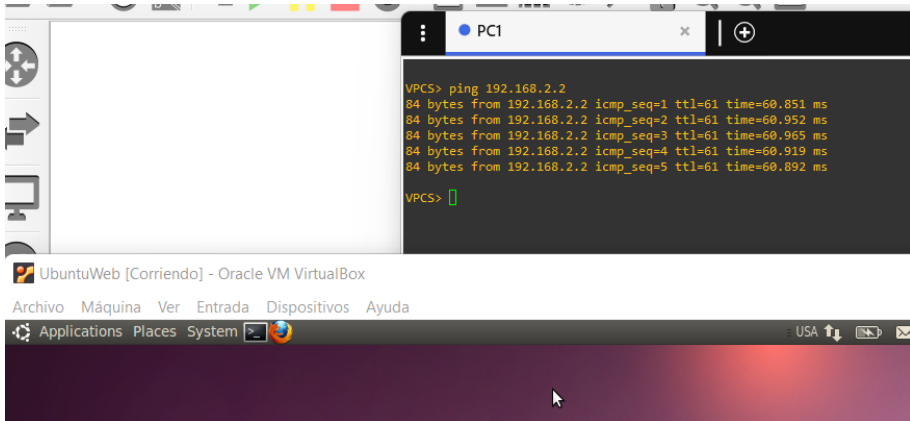 PC1
VPCS> ping 192.168.2.2
84 bytes from 192.168.2.2 icmp_seq=1 ttl=61 time=60.851 ms
84 bytes from 192.168.2.2 icmp_seq=2 ttl=61 time=60.952 ms
84 bytes from 192.168.2.2 icmp_seq=3 ttl=61 time=60.965 ms
84 bytes from 192.168.2.2 icmp_seq=4 ttl=61 time=60.919 ms
84 bytes from 192.168.2.2 icmp_seq=5 ttl=61 time=60.892 ms
VPCS>
UbuntuWeb [Corriendo] - Oracle VM VirtualBox
Archivo Máquina Ver Entrada Dispositivos Ayuda
Applications Places System USA